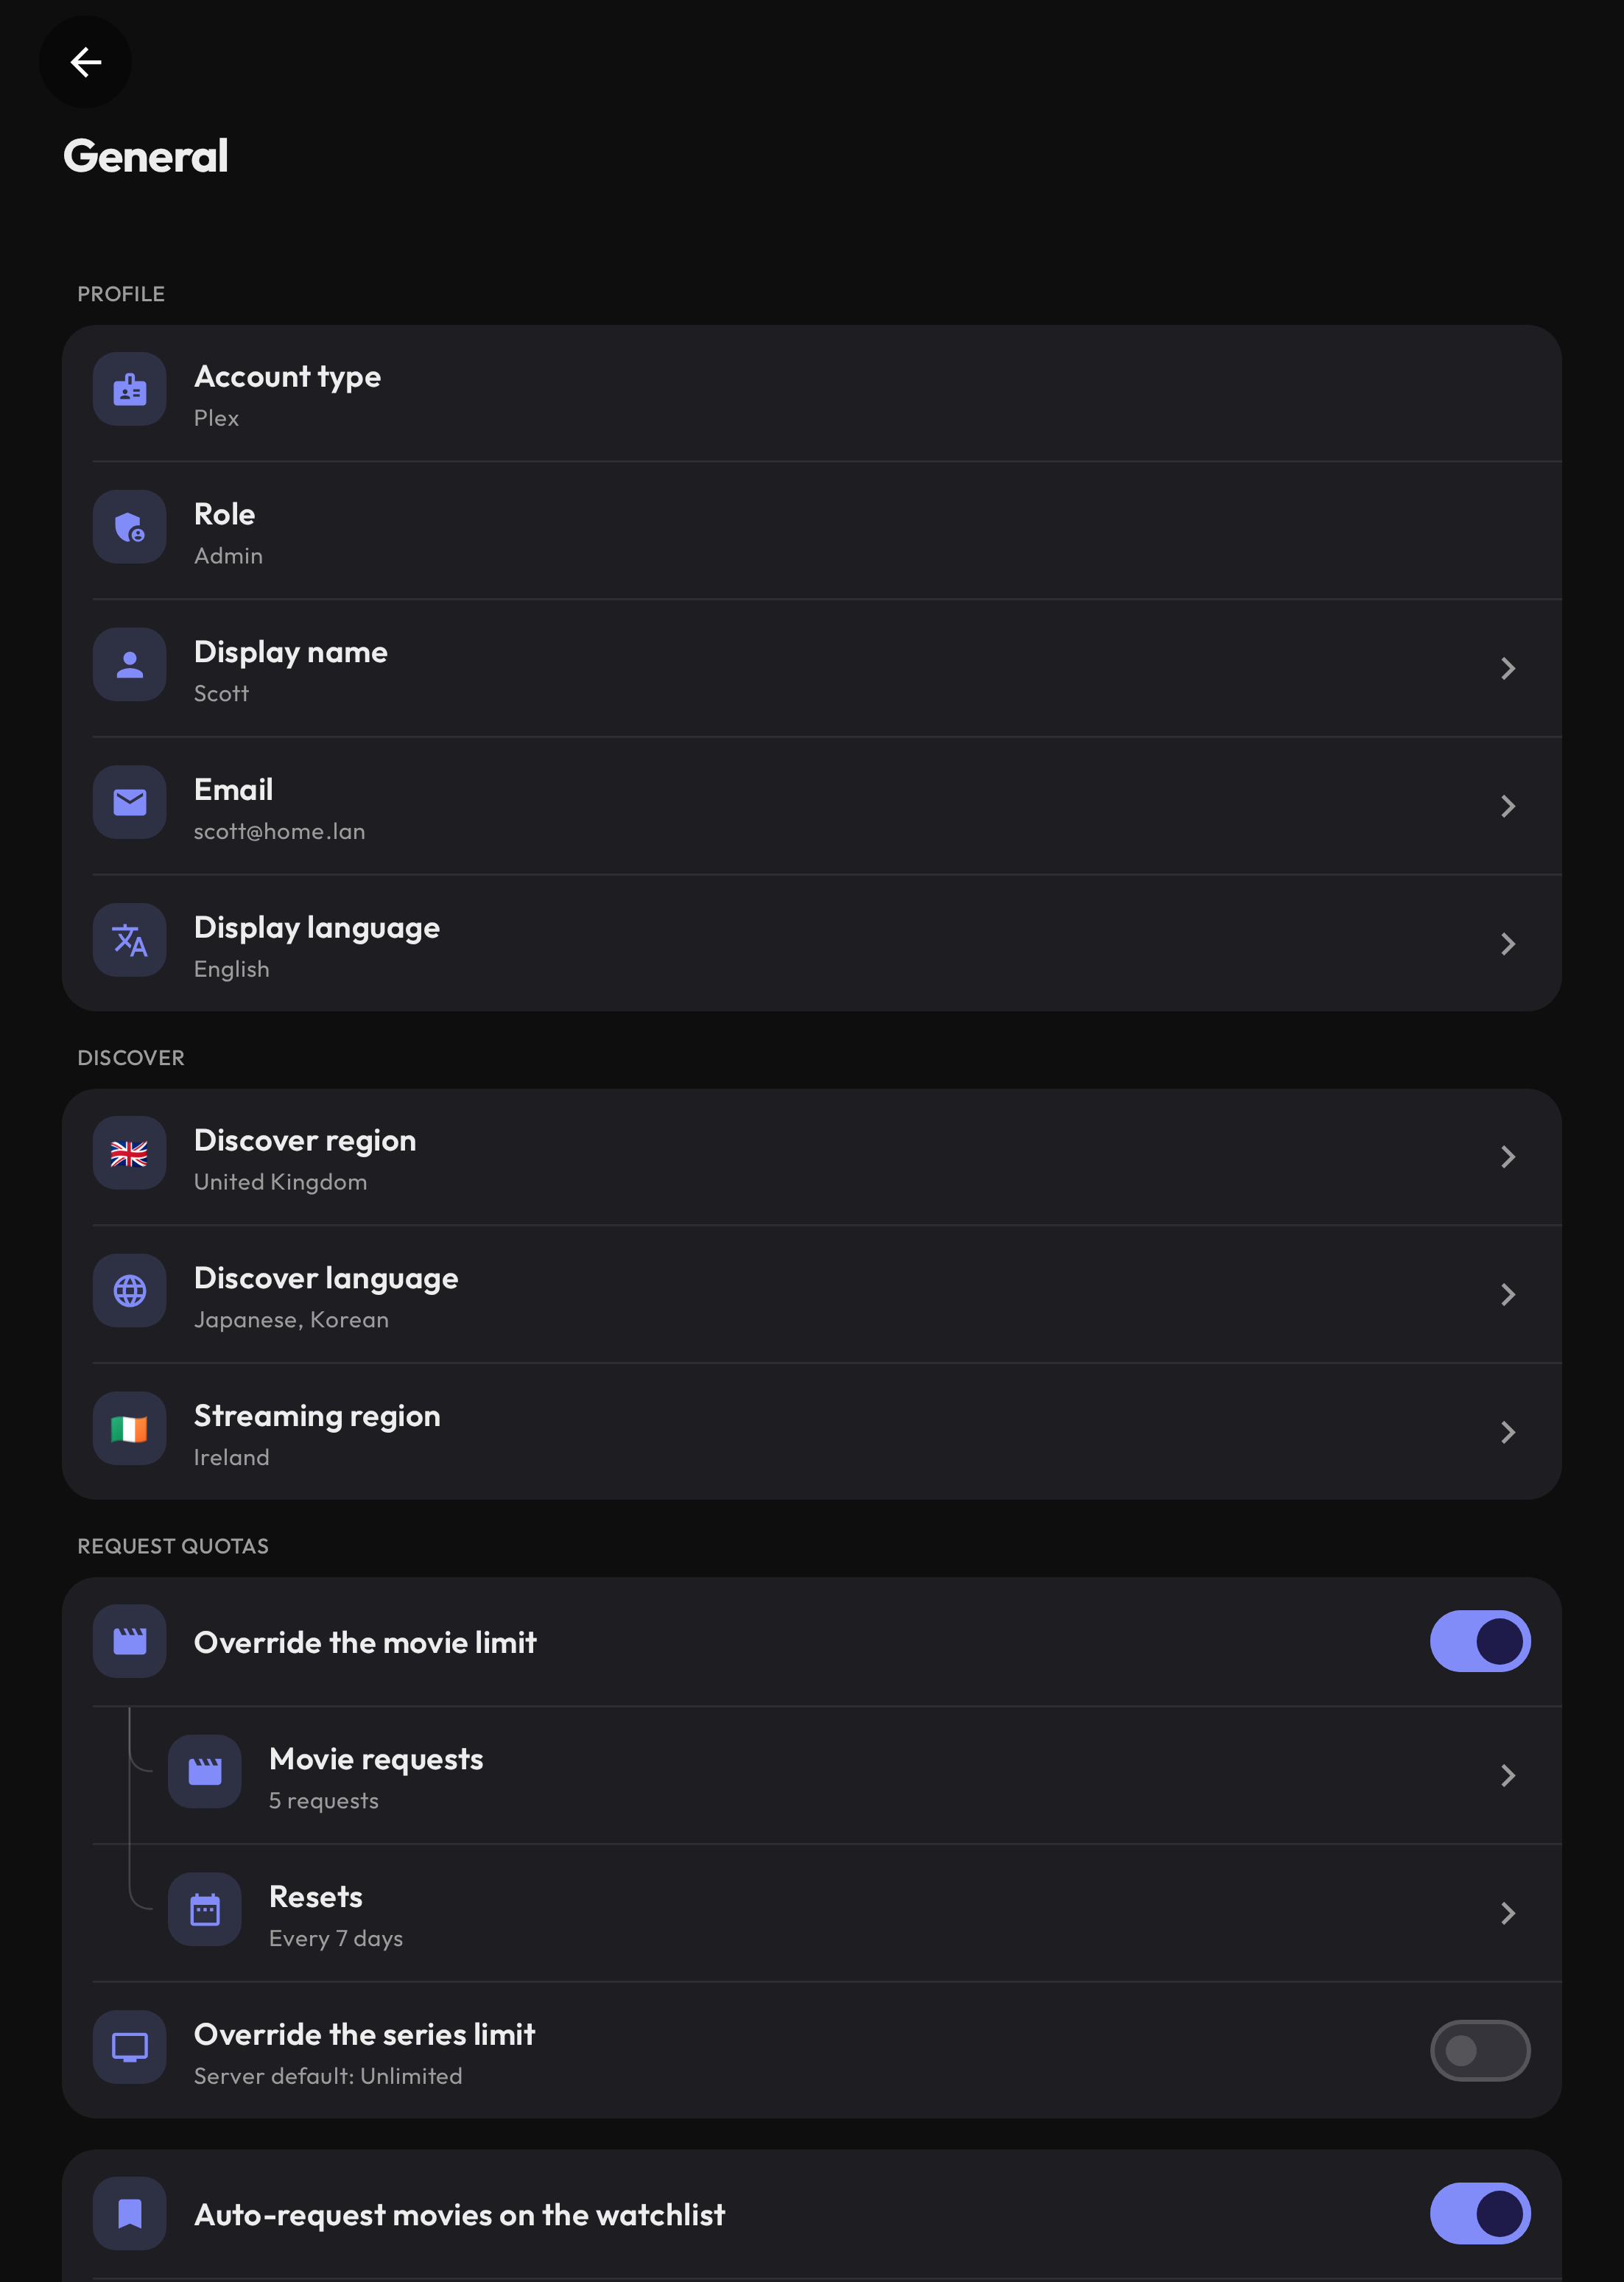 General
PROFILE
Account type
Plex
Role
Admin
Display name
Scott
Email
scott@home.lan
Display language
English
DISCOVER
Discover region
United Kingdom
Discover language
Japanese, Korean
Streaming region
Ireland
REQUEST QUOTAS
Override the movie limit
Movie requests
5 requests
Resets
Every 7 days
Override the series limit
Server default: Unlimited
Auto-request movies on the watchlist